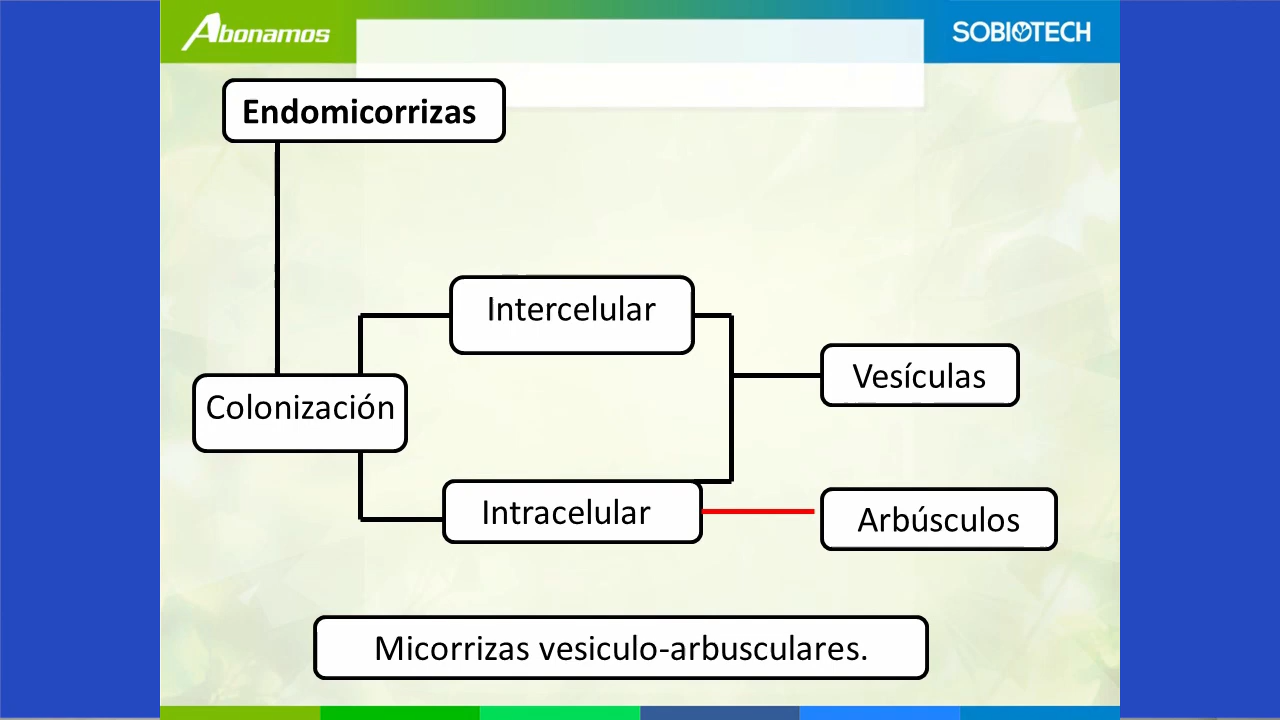 Abonamos
SOBIOTECH
Endomicorrizas
Intercelular
Vesículas
Colonización
Intracelular
Arbúsculos
Micorrizas vesiculo-arbusculares.